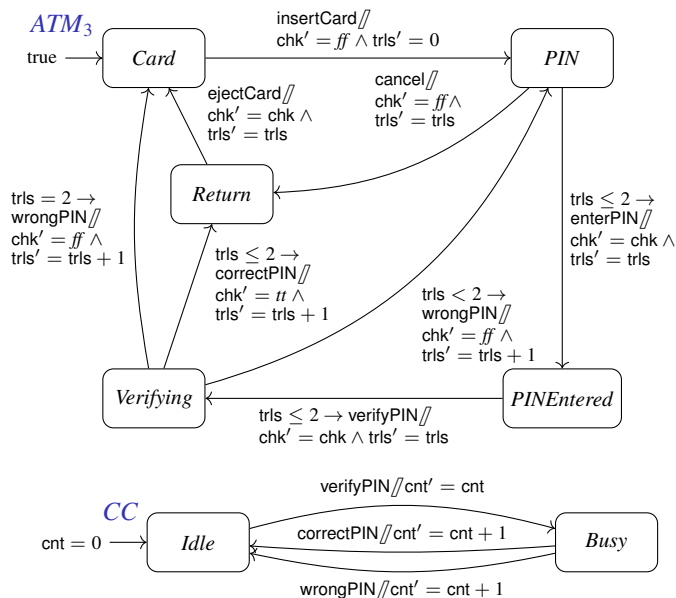 ATM₃
true
Card
insertCard⫽
chk′ = ff ∧ trls′ = 0
PIN
ejectCard⫽
chk′ = chk ∧
trls′ = trls
cancel⫽
chk′ = ff ∧
trls′ = trls
Return
trls = 2 →
wrongPIN⫽
chk′ = ff ∧
trls′ = trls + 1
trls ≤ 2 →
correctPIN⫽
chk′ = tt ∧
trls′ = trls + 1
trls < 2 →
wrongPIN⫽
chk′ = ff ∧
trls′ = trls + 1
trls ≤ 2 →
enterPIN⫽
chk′ = chk ∧
trls′ = trls
Verifying
PINEntered
trls ≤ 2 → verifyPIN⫽
chk′ = chk ∧ trls′ = trls
CC
cnt = 0
Idle
verifyPIN⫽cnt′ = cnt
correctPIN⫽cnt′ = cnt + 1
wrongPIN⫽cnt′ = cnt + 1
Busy